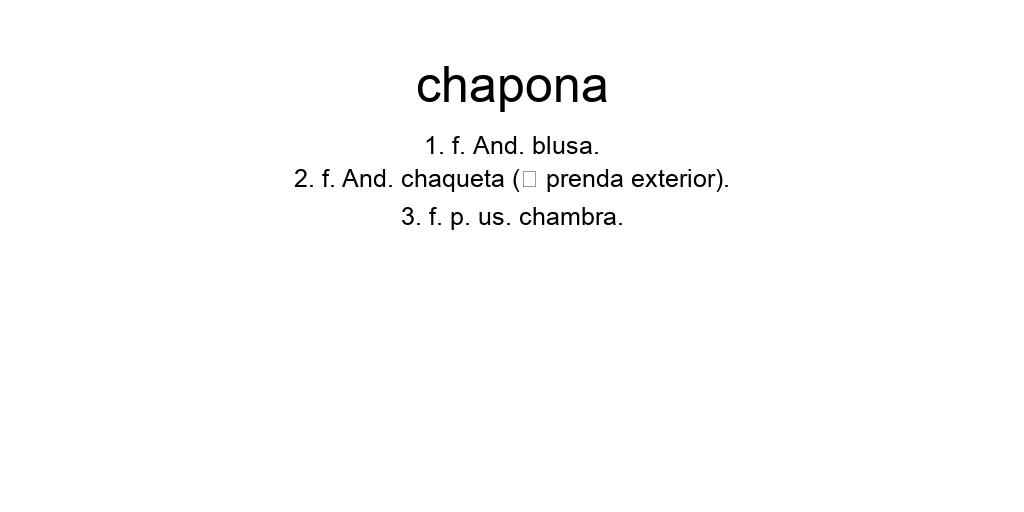 chapona
1. f. And. blusa.
2. f. And. chaqueta (▯ prenda exterior).
3. f. p. us. chambra.